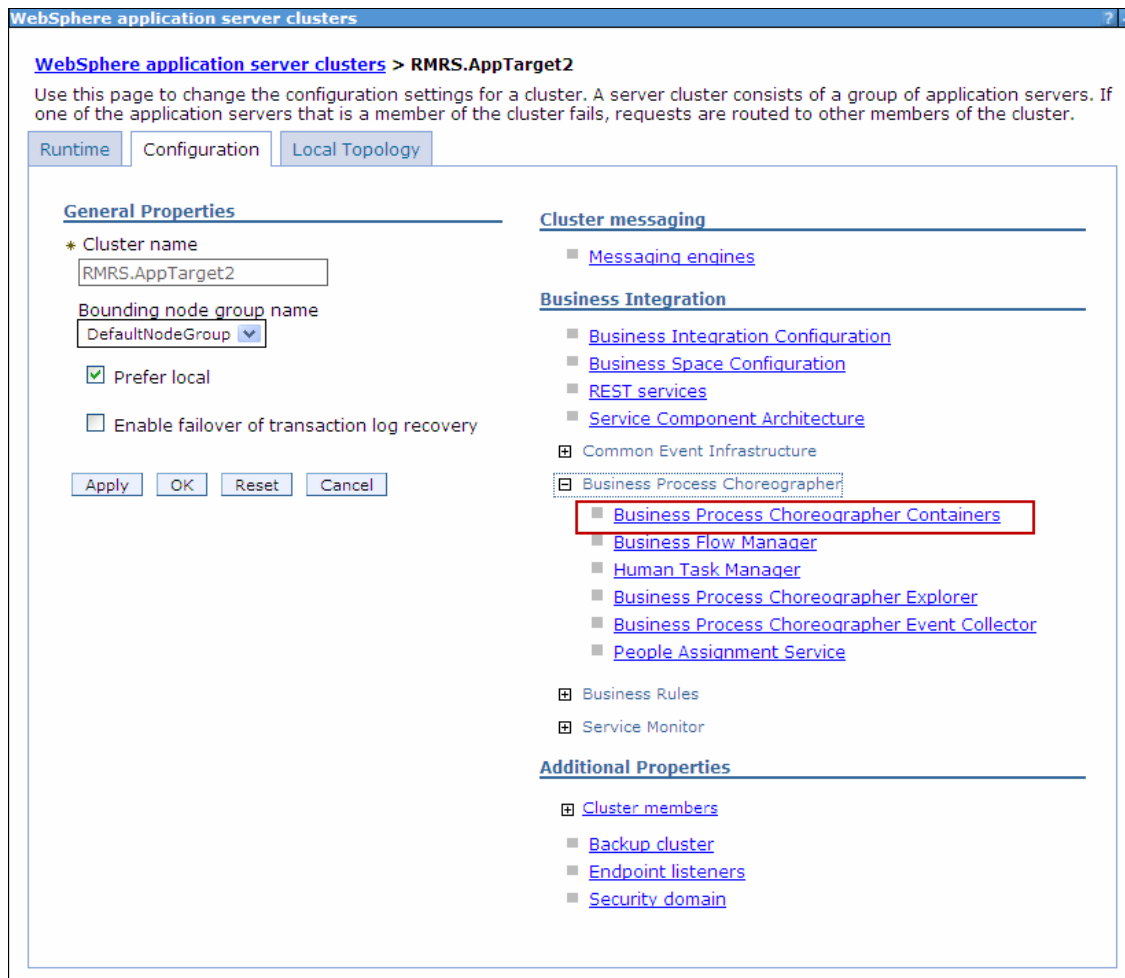 WebSphere application server clusters ?
WebSphere application server clusters > RMRS.AppTarget2
Use this page to change the configuration settings for a cluster. A server cluster consists of a group of application servers. If
one of the application servers that is a member of the cluster fails, requests are routed to other members of the cluster.
Runtime Configuration Local Topology
General Properties
* Cluster name
RMRS.AppTarget2
Bounding node group name
DefaultNodeGroup
Prefer local
Enable failover of transaction log recovery
Apply OK Reset Cancel
Cluster messaging
Messaging engines
Business Integration
Business Integration Configuration
Business Space Configuration
REST services
Service Component Architecture
Common Event Infrastructure
Business Process Choreographer
Business Process Choreographer Containers
Business Flow Manager
Human Task Manager
Business Process Choreographer Explorer
Business Process Choreographer Event Collector
People Assignment Service
Business Rules
Service Monitor
Additional Properties
Cluster members
Backup cluster
Endpoint listeners
Security domain